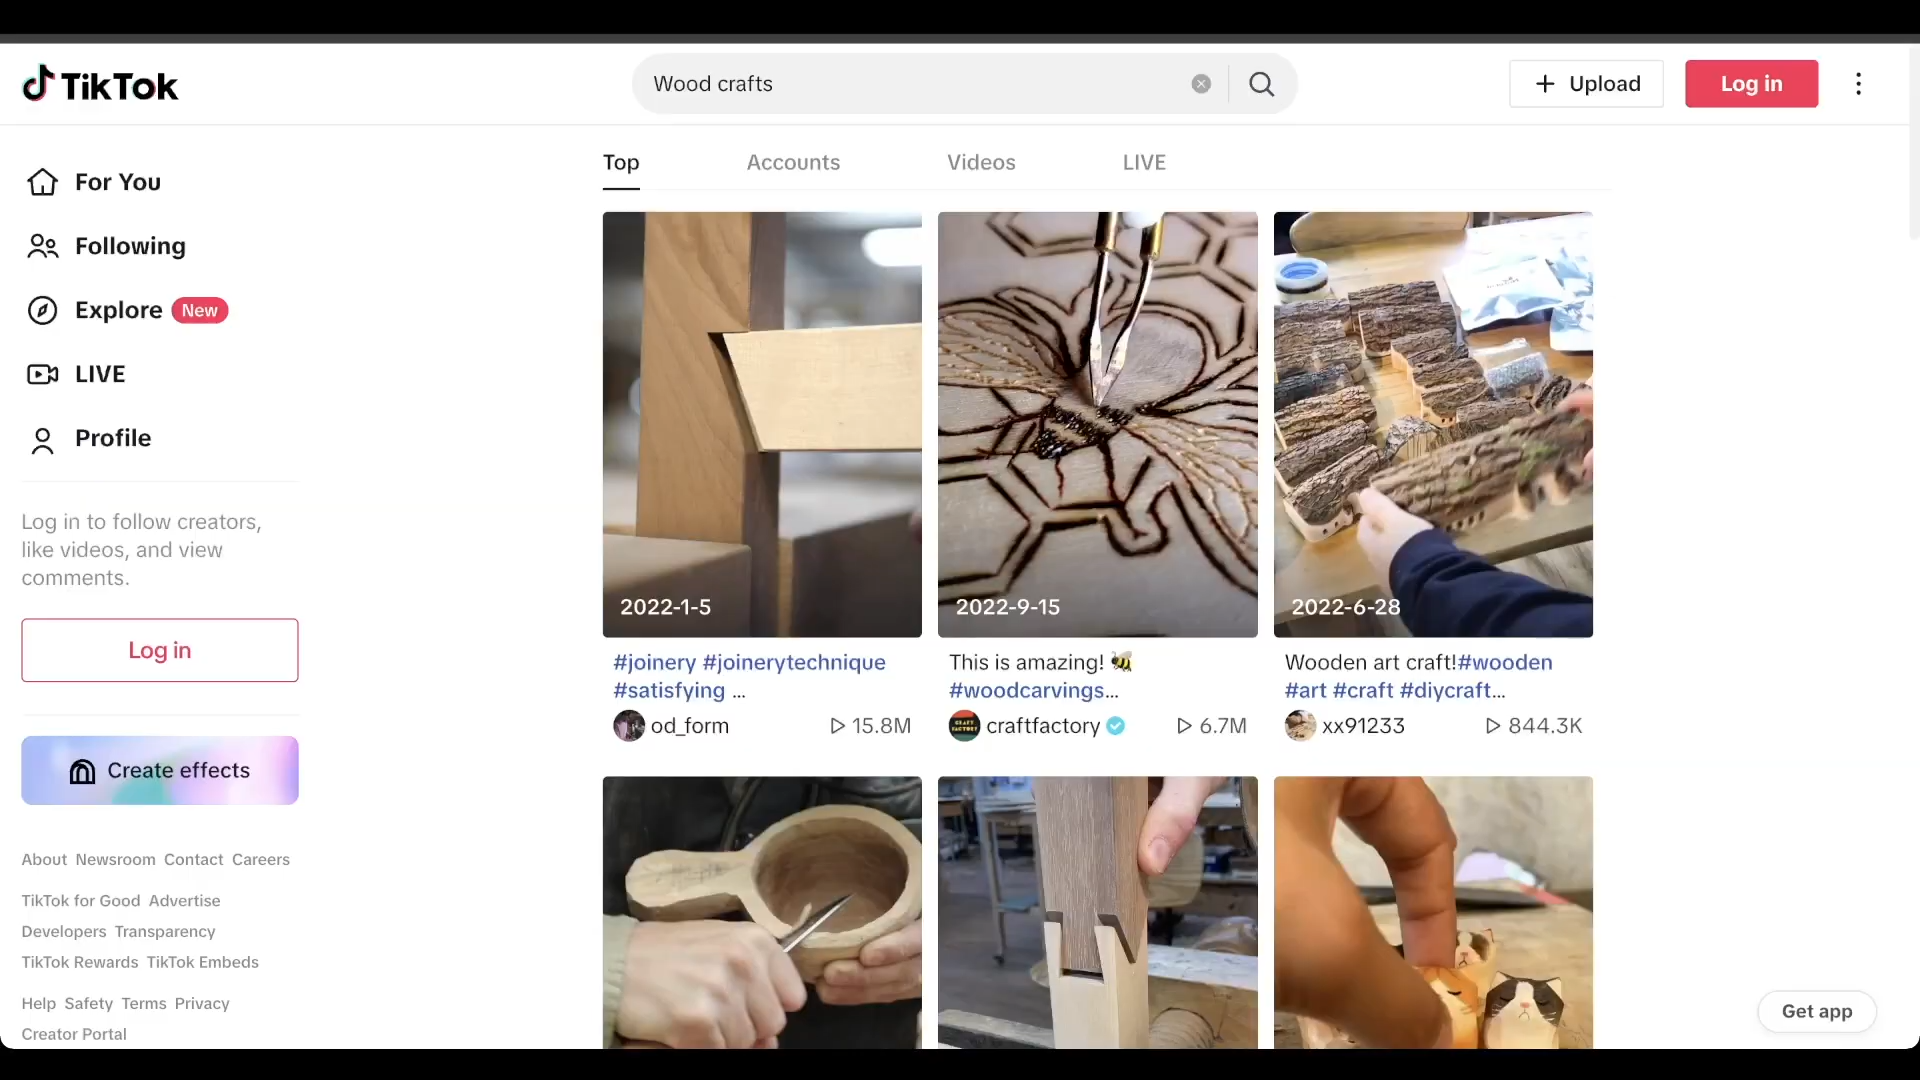 TikTok
Wood crafts
Upload
Log in
Top
Accounts
Videos
LIVE
For You
Following
Explore New
LIVE
Profile
Log in to follow creators,
like videos, and view
comments.
Log in
Create effects
About Newsroom Contact Careers
TikTok for Good Advertise
Developers Transparency
TikTok Rewards TikTok Embeds
Help Safety Terms Privacy
Creator Portal
2022-1-5
#joinery #joinerytechnique
#satisfying ...
od_form
15.8M
2022-9-15
This is amazing! 🐝
#woodcarvings...
CRAFT
FACTORY
craftfactory
6.7M
2022-6-28
Wooden art craft!#wooden
#art #craft #diycraft...
xx91233
844.3K
Get app